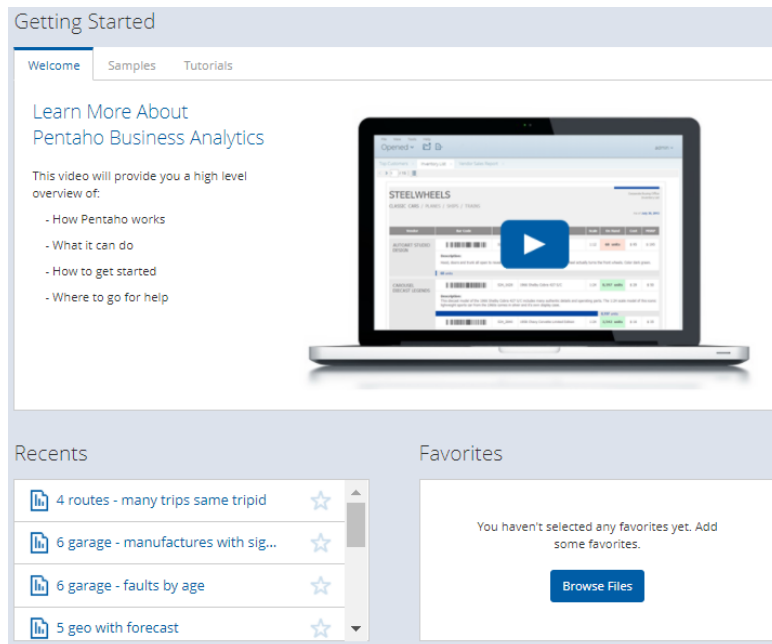 Getting Started
Welcome
Samples
Tutorials
Learn More About
Pentaho Business Analytics
This video will provide you a high level
overview of:
- How Pentaho works
- What it can do
- How to get started
- Where to go for help
Opened
STEELWHEELS
Recents
4 routes - many trips same tripid
6 garage - manufactures with sig...
6 garage - faults by age
5 geo with forecast
Favorites
You haven't selected any favorites yet. Add
some favorites.
Browse Files